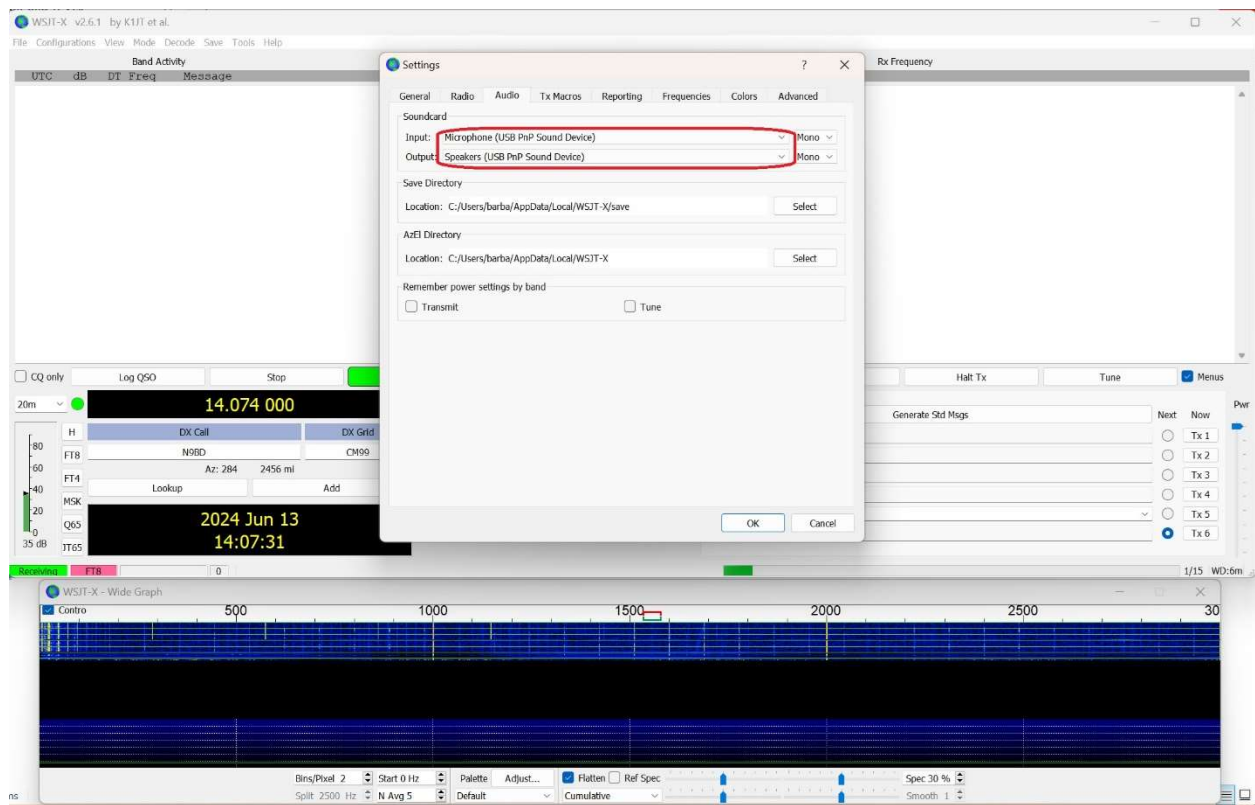 WSJT-X v2.6.1 by K1JT et al.
File Configurations View Mode Decode Save Tools Help
Band Activity
Rx Frequency
UTC dB DT Freq Message
Settings
General Radio Audio Tx Macros Reporting Frequencies Colors Advanced
Soundcard
Input: Microphone (USB PnP Sound Device) Mono
Output: Speakers (USB PnP Sound Device) Mono
Save Directory
Location: C:/Users/barba/AppData/Local/WSJT-X/save Select
AzEl Directory
Location: C:/Users/barba/AppData/Local/WSJT-X Select
Remember power settings by band
Transmit Tune
OK Cancel
CQ only Log QSO Stop Halt Tx Tune Menus
20m 14.074 000
Generate Std Msgs Next Now Pwr
H DX Call DX Grid Tx 1
80 FT8 N9BD CM99 Tx 2
60 Az: 284 2456 mi Tx 3
40 FT4 Lookup Add Tx 4
MSK
20 Q65 2024 Jun 13 Tx 5
0 14:07:31 Tx 6
35 dB JT65
Receiving FT8 0 1/15 WD:6m
WSJT-X - Wide Graph
Contro 500 1000 1500 2000 2500 30
Bins/Pixel 2 Start 0 Hz Palette Adjust... Flatten Ref Spec Spec 30 %
Split 2500 Hz N Avg 5 Default Cumulative Smooth 1
ns